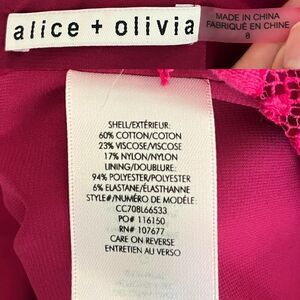 alice + olivia
MADE IN CHINA
FABRIQUÉ EN CHINE
8
SHELL/EXTÉRIEUR:
60% COTTON/COTON
23% VISCOSE/VISCOSE
17% NYLON/NYLON
LINING/DOUBLURE:
94% POLYESTER/POLYESTER
6% ELASTANE/ÉLASTHANNE
STYLE#/NUMÉRO DE MODÈLE:
CC708L66533
PO# 116150
RN# 107677
CARE ON REVERSE
ENTRETIEN AU VERSO